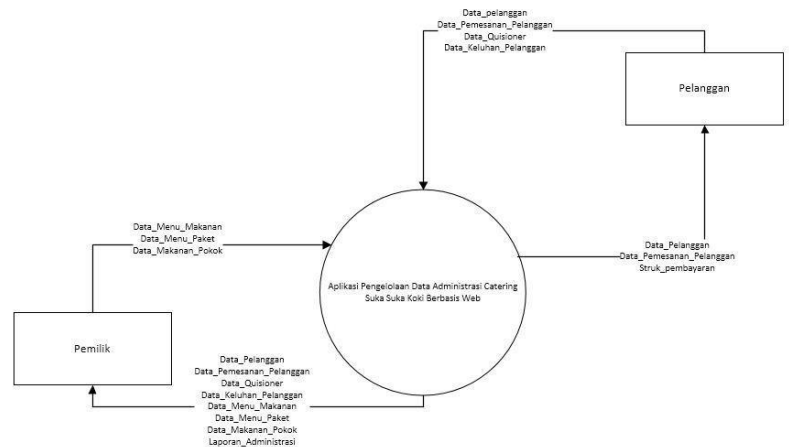 Data_pelanggan
Data_Pemesanan_Pelanggan
Data_Quisioner
Data_Keluhan_Pelanggan
Pelanggan
Data_Menu_Makanan
Data_Menu_Paket
Data_Makanan_Pokok
Data_Pelanggan
Data_Pemesanan_Pelanggan
Struk_pembayaran
Aplikasi Pengelolaan Data Administrasi Catering
Suka Suka Koki Berbasis Web
Pemilik
Data_Pelanggan
Data_Pemesanan_Pelanggan
Data_Quisioner
Data_Keluhan_Pelanggan
Data_Menu_Makanan
Data_Menu_Paket
Data_Makanan_Pokok
Laporan_Administrasi